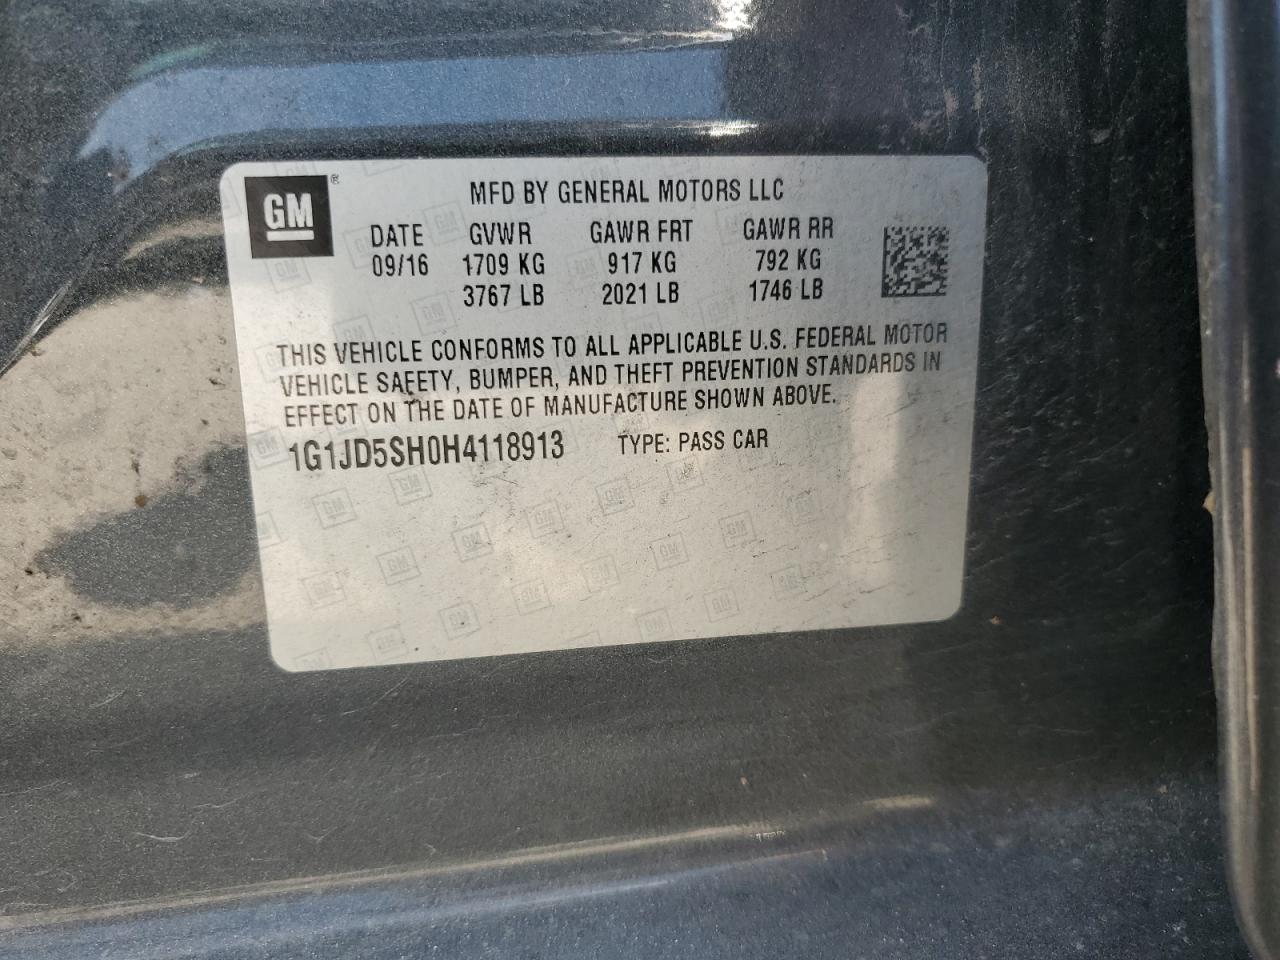 GM ®
MFD BY GENERAL MOTORS LLC
DATE GVWR GAWR FRT GAWR RR
09/16 1709 KG 917 KG 792 KG
3767 LB 2021 LB 1746 LB
THIS VEHICLE CONFORMS TO ALL APPLICABLE U.S. FEDERAL MOTOR
VEHICLE SAFETY, BUMPER, AND THEFT PREVENTION STANDARDS IN
EFFECT ON THE DATE OF MANUFACTURE SHOWN ABOVE.
1G1JD5SH0H4118913 TYPE: PASS CAR